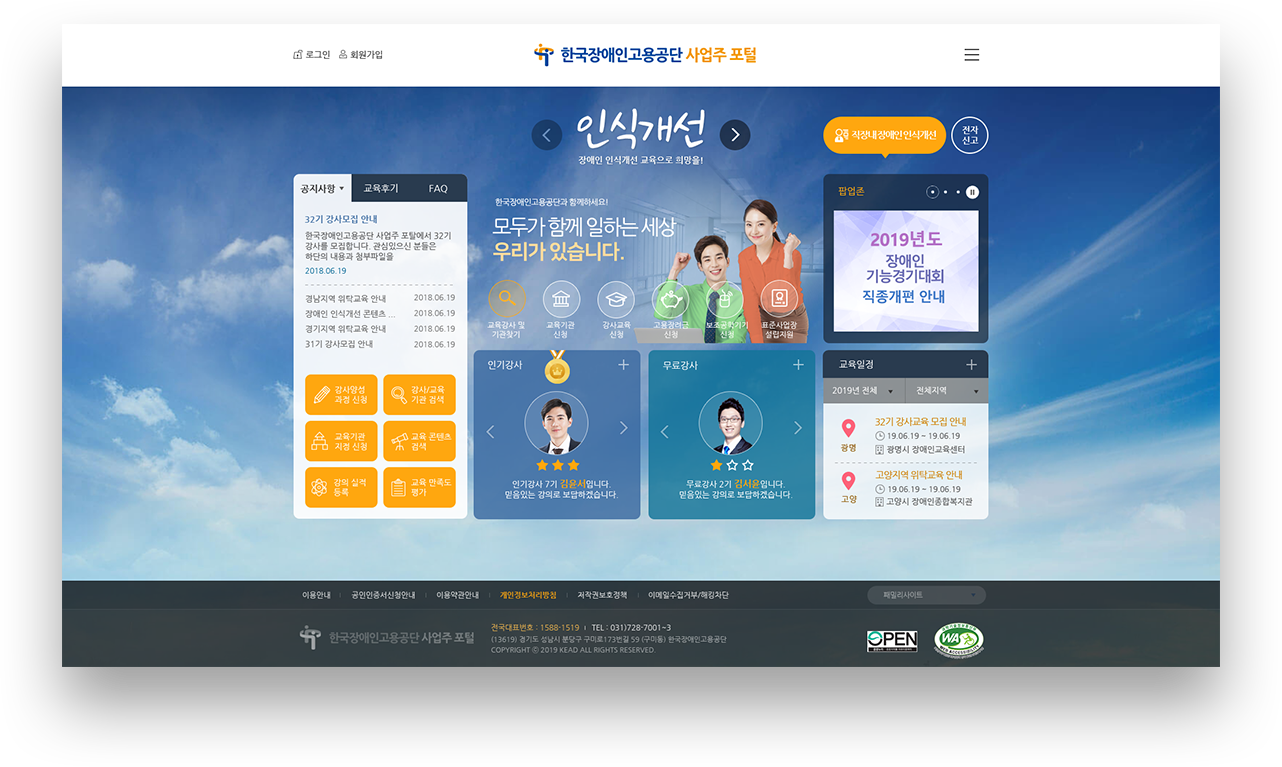 로그인 회원가입
한국장애인고용공단 사업주 포털
인식개선
장애인 인식개선 교육으로 희망을!
직장내 장애인 인식개선
전자
신고
공지사항 교육후기 FAQ
32기 강사모집 안내
한국장애인고용공단 사업주 포털에서 32기
강사를 모집합니다. 관심있으신 분들은
하단의 내용과 첨부파일을
2018.06.19
경남지역 위탁교육 안내 2018.06.19
장애인 인식개선 콘텐츠 ... 2018.06.19
경기지역 위탁교육 안내 2018.06.19
31기 강사모집 안내 2018.06.19
강사양성
과정 신청
강사/교육
기관 검색
교육기관
지정 신청
교육 콘텐츠
검색
강의 실적
등록
교육 만족도
평가
한국장애인고용공단과 함께하세요!
모두가 함께 일하는 세상
우리가 있습니다.
교육강사 및
기관찾기
교육기관
신청
강사교육
신청
고용장려금
신청
보조공학기기
신청
표준사업장
설립지원
인기강사
인기강사 7기 김윤서입니다.
믿음있는 강의로 보답하겠습니다.
무료강사
무료강사 2기 김서윤입니다.
믿음있는 강의로 보답하겠습니다.
팝업존
2019년도
장애인
기능경기대회
직종개편 안내
교육일정
2019년 전체 전체지역
광명
32기 강사교육 모집 안내
19.06.19 ~ 19.06.19
광명시 장애인교육센터
고양
고양지역 위탁교육 안내
19.06.19 ~ 19.06.19
고양시 장애인종합복지관
이용안내 공인인증서신청안내 이용약관안내 개인정보처리방침 저작권보호정책 이메일수집거부/해킹차단
패밀리사이트
한국장애인고용공단 사업주 포털
전국대표번호 : 1588-1519 TEL : 031)728-7001~3
(13619) 경기도 성남시 분당구 구미로173번길 59 (구미동) 한국장애인고용공단
COPYRIGHT ⓒ 2019 KEAD ALL RIGHTS RESERVED.
OPEN
WA